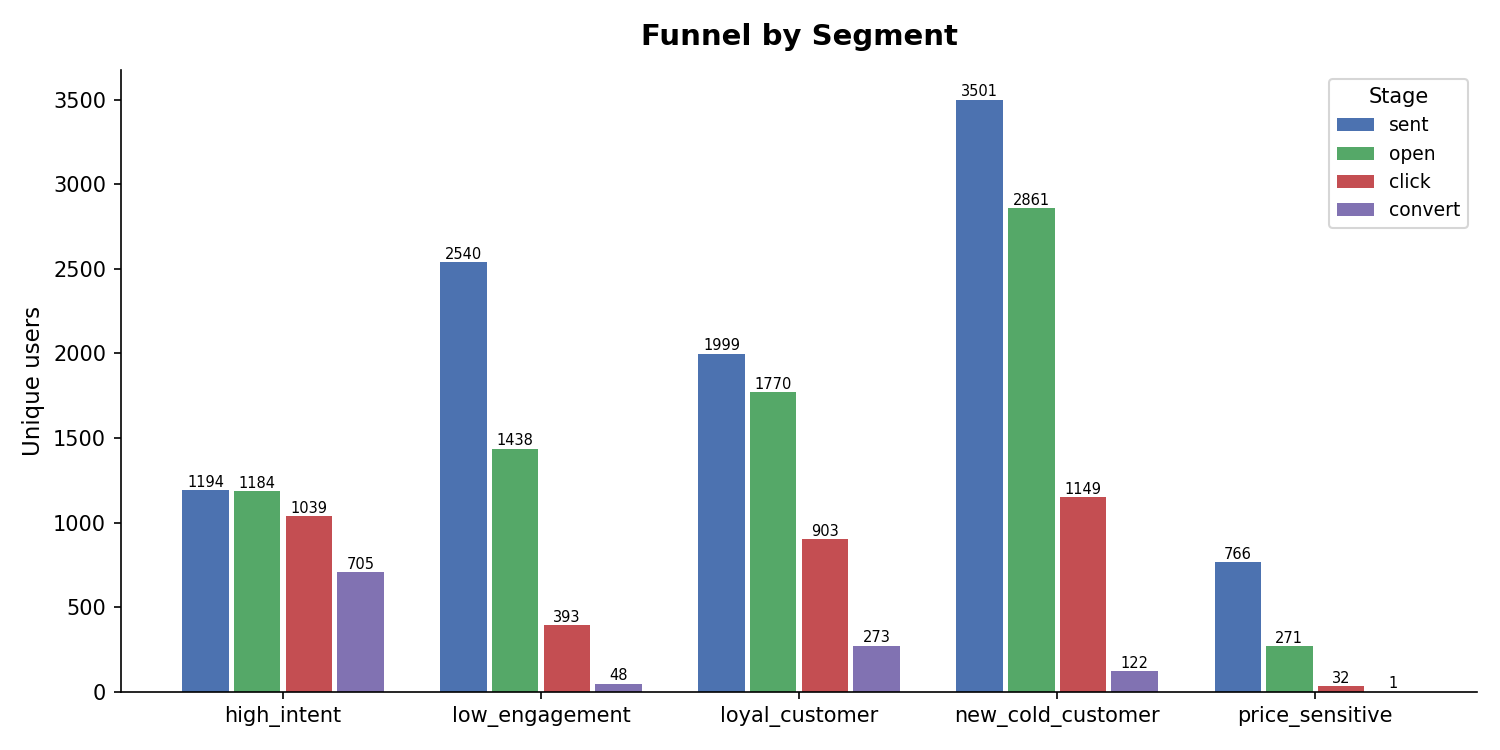 Funnel by Segment
Unique users
3500
3000
2500
2000
1500
1000
500
0
Stage
sent
open
click
convert
1194
1184
1039
705
2540
1438
393
48
1999
1770
903
273
3501
2861
1149
122
766
271
32
1
high_intent
low_engagement
loyal_customer
new_cold_customer
price_sensitive